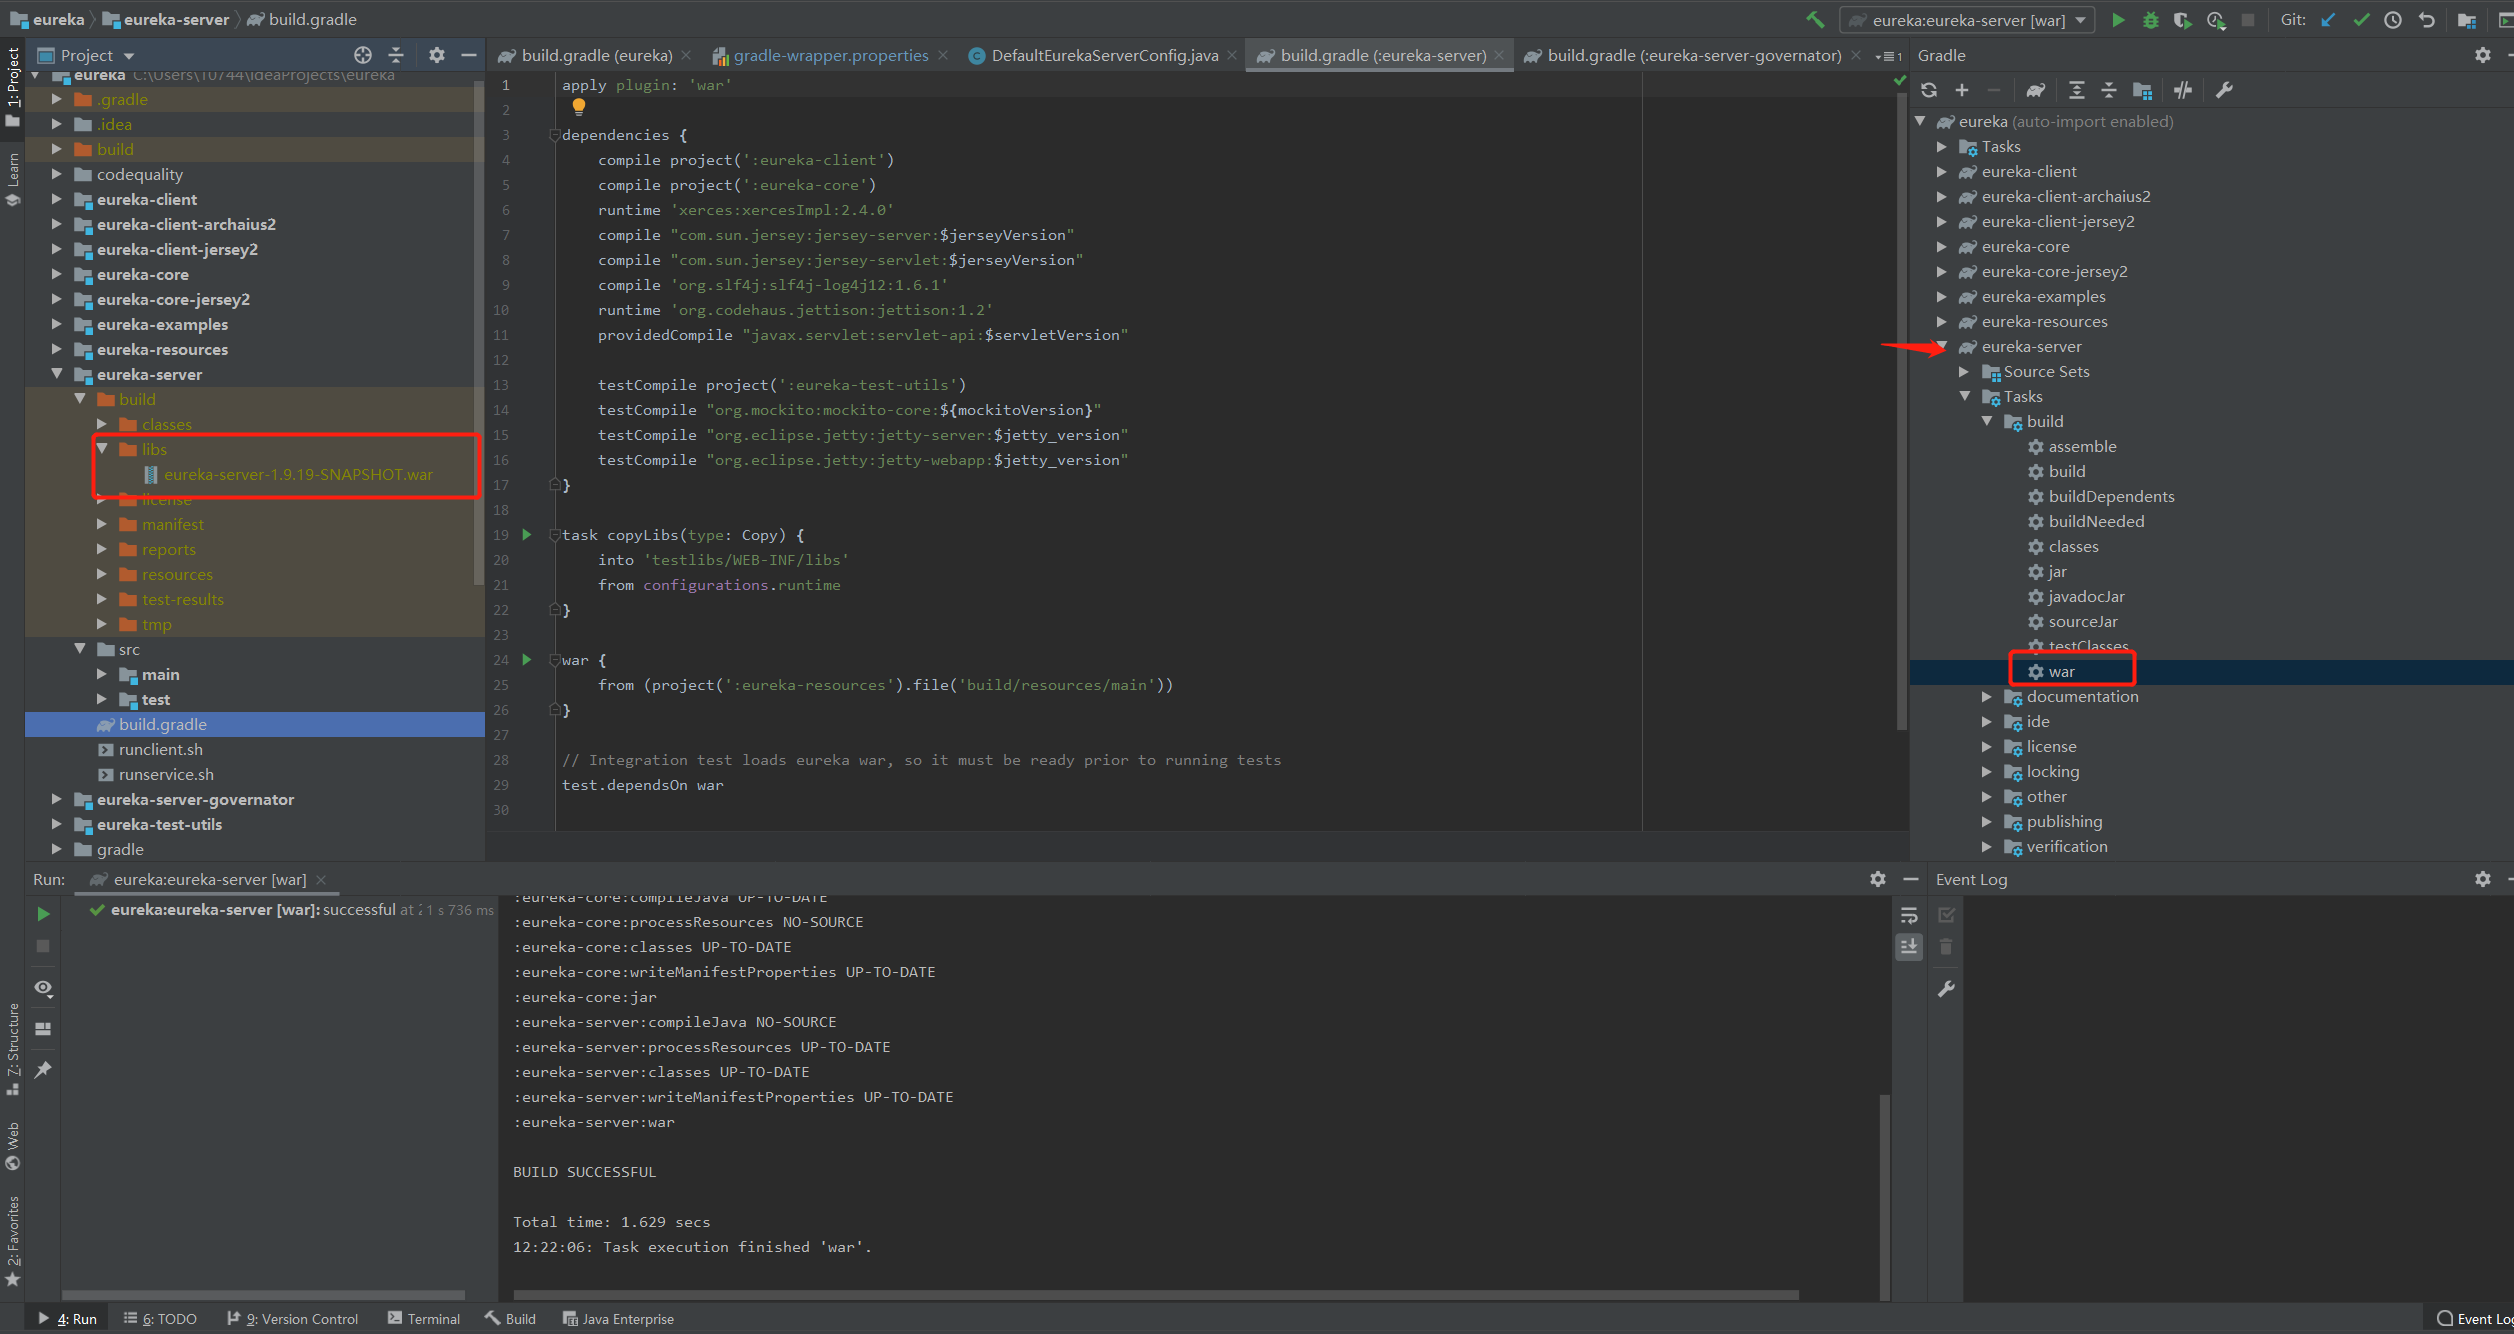 eureka
eureka-server
build.gradle
eureka:eureka-server [war]
Git:
1: Project
Learn
Z: Structure
Web
2: Favorites
Project
eureka C:\Users\10744\IdeaProjects\eureka
.gradle
.idea
build
codequality
eureka-client
eureka-client-archaius2
eureka-client-jersey2
eureka-core
eureka-core-jersey2
eureka-examples
eureka-resources
eureka-server
build
classes
libs
eureka-server-1.9.19-SNAPSHOT.war
license
manifest
reports
resources
test-results
tmp
src
main
test
build.gradle
runclient.sh
runservice.sh
eureka-server-governator
eureka-test-utils
gradle
build.gradle (eureka)
gradle-wrapper.properties
DefaultEurekaServerConfig.java
build.gradle (:eureka-server)
build.gradle (:eureka-server-governator)
1
1 apply plugin: 'war'
2
3 dependencies {
4 compile project(':eureka-client')
5 compile project(':eureka-core')
6 runtime 'xerces:xercesImpl:2.4.0'
7 compile "com.sun.jersey:jersey-server:$jerseyVersion"
8 compile "com.sun.jersey:jersey-servlet:$jerseyVersion"
9 compile 'org.slf4j:slf4j-log4j12:1.6.1'
10 runtime 'org.codehaus.jettison:jettison:1.2'
11 providedCompile "javax.servlet:servlet-api:$servletVersion"
12
13 testCompile project(':eureka-test-utils')
14 testCompile "org.mockito:mockito-core:${mockitoVersion}"
15 testCompile "org.eclipse.jetty:jetty-server:$jetty_version"
16 testCompile "org.eclipse.jetty:jetty-webapp:$jetty_version"
17 }
18
19 task copyLibs(type: Copy) {
20 into 'testlibs/WEB-INF/libs'
21 from configurations.runtime
22 }
23
24 war {
25 from (project(':eureka-resources').file('build/resources/main'))
26 }
27
28 // Integration test loads eureka war, so it must be ready prior to running tests
29 test.dependsOn war
30
Gradle
eureka (auto-import enabled)
Tasks
eureka-client
eureka-client-archaius2
eureka-client-jersey2
eureka-core
eureka-core-jersey2
eureka-examples
eureka-resources
eureka-server
Source Sets
Tasks
build
assemble
build
buildDependents
buildNeeded
classes
jar
javadocJar
sourceJar
testClasses
war
documentation
ide
license
locking
other
publishing
verification
Run:
eureka:eureka-server [war]
eureka:eureka-server [war]: successful at 1 s 736 ms
:eureka-core:compileJava UP-TO-DATE
:eureka-core:processResources NO-SOURCE
:eureka-core:classes UP-TO-DATE
:eureka-core:writeManifestProperties UP-TO-DATE
:eureka-core:jar
:eureka-server:compileJava NO-SOURCE
:eureka-server:processResources UP-TO-DATE
:eureka-server:classes UP-TO-DATE
:eureka-server:writeManifestProperties UP-TO-DATE
:eureka-server:war
BUILD SUCCESSFUL
Total time: 1.629 secs
12:22:06: Task execution finished 'war'.
Event Log
4: Run
6: TODO
9: Version Control
Terminal
Build
Java Enterprise
Event Log